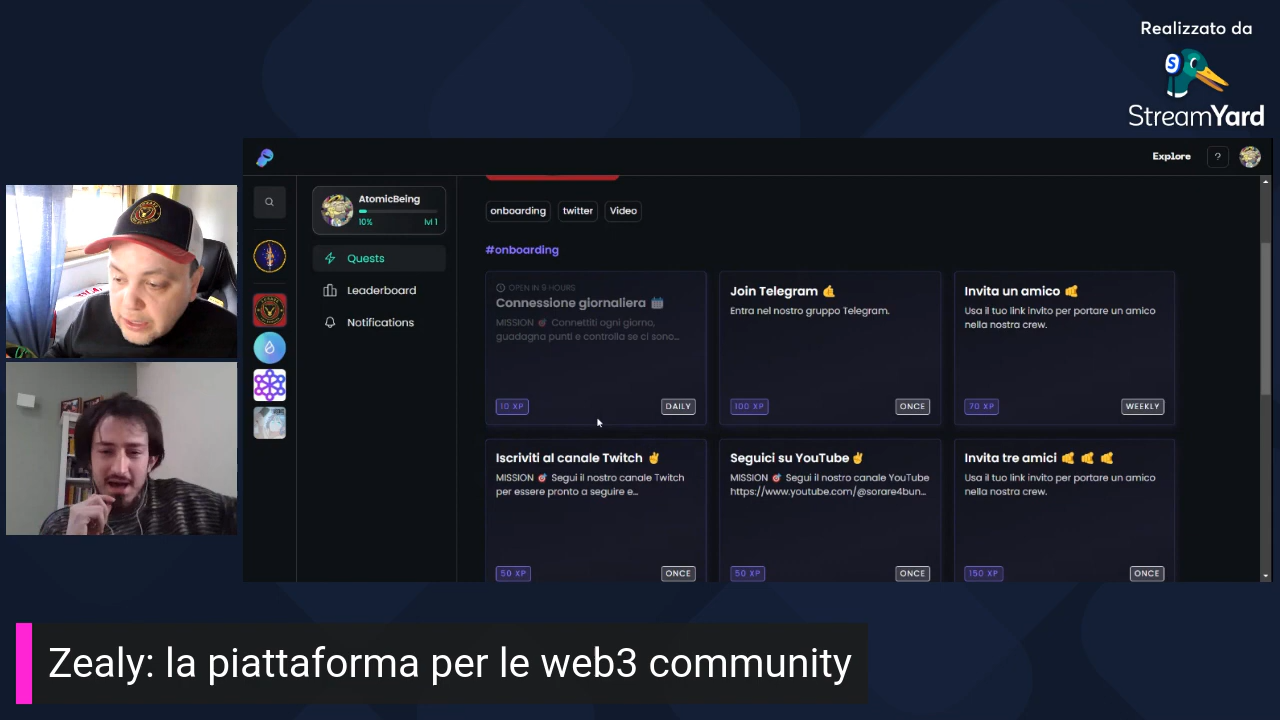 Realizzato da
StreamYard
Explore
?
AtomicBeing
10%
lvl 1
Quests
Leaderboard
Notifications
onboarding
twitter
Video
#onboarding
OPEN IN 9 HOURS
Connessione giornaliera
MISSION Connettiti ogni giorno,
guadagna punti e controlla se ci sono...
10 XP
DAILY
Join Telegram
Entra nel nostro gruppo Telegram.
100 XP
ONCE
Invita un amico
Usa il tuo link invito per portare un amico
nella nostra crew.
70 XP
WEEKLY
Iscriviti al canale Twitch
MISSION Segui il nostro canale Twitch
per essere pronto a seguire e...
50 XP
ONCE
Seguici su YouTube
MISSION Segui il nostro canale YouTube
https://www.youtube.com/@sorare4bun...
50 XP
ONCE
Invita tre amici
Usa il tuo link invito per portare un amico
nella nostra crew.
150 XP
ONCE
Zealy: la piattaforma per le web3 community